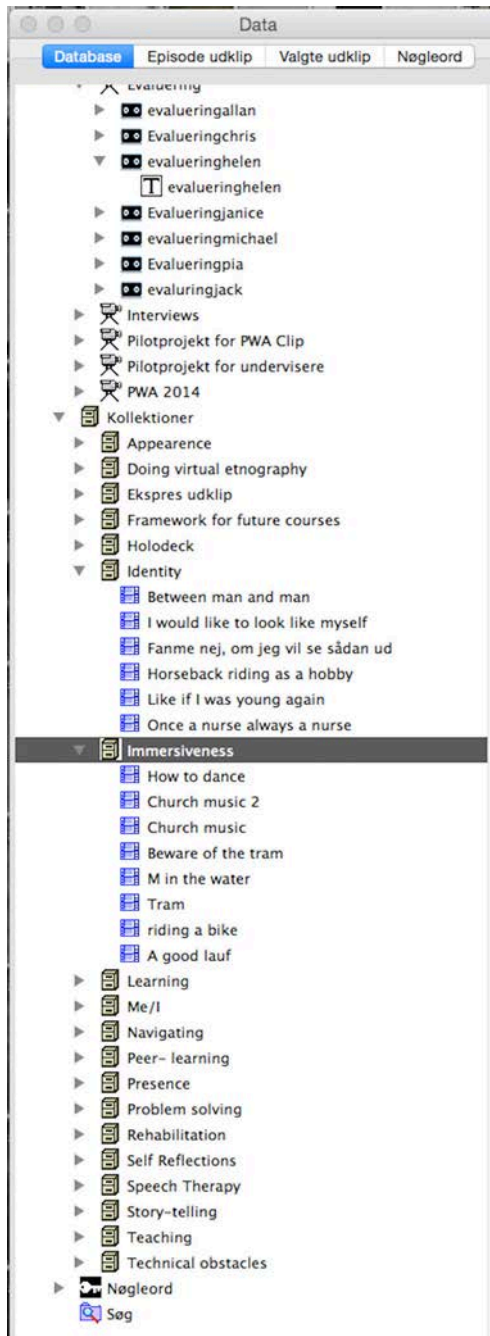 Data
Database Episode udklip Valgte udklip Nøgleord
Evaluering
evalueringallan
Evalueringchris
evalueringhelen
T evalueringhelen
Evalueringjanice
evalueringmichael
Evalueringpia
evaluringjack
Interviews
Pilotprojekt for PWA Clip
Pilotprojekt for undervisere
PWA 2014
Kollektioner
Appearence
Doing virtual etnography
Ekspres udklip
Framework for future courses
Holodeck
Identity
Between man and man
I would like to look like myself
Fanme nej, om jeg vil se sådan ud
Horseback riding as a hobby
Like if I was young again
Once a nurse always a nurse
Immersiveness
How to dance
Church music 2
Church music
Beware of the tram
M in the water
Tram
riding a bike
A good lauf
Learning
Me/I
Navigating
Peer- learning
Presence
Problem solving
Rehabilitation
Self Reflections
Speech Therapy
Story-telling
Teaching
Technical obstacles
Nøgleord
Søg